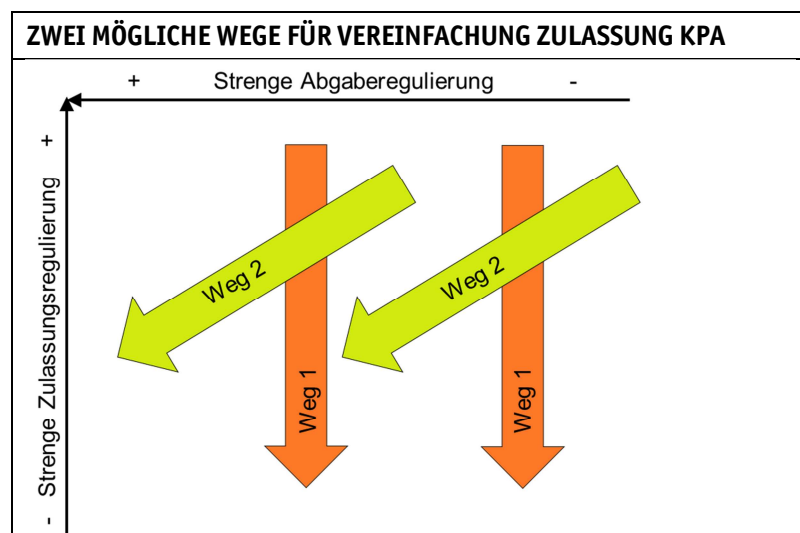 ZWEI MÖGLICHE WEGE FÜR VEREINFACHUNG ZULASSUNG KPA
+ Strenge Abgaberegulierung -
- Strenge Zulassungsregulierung +
Weg 2
Weg 2
Weg 1
Weg 1